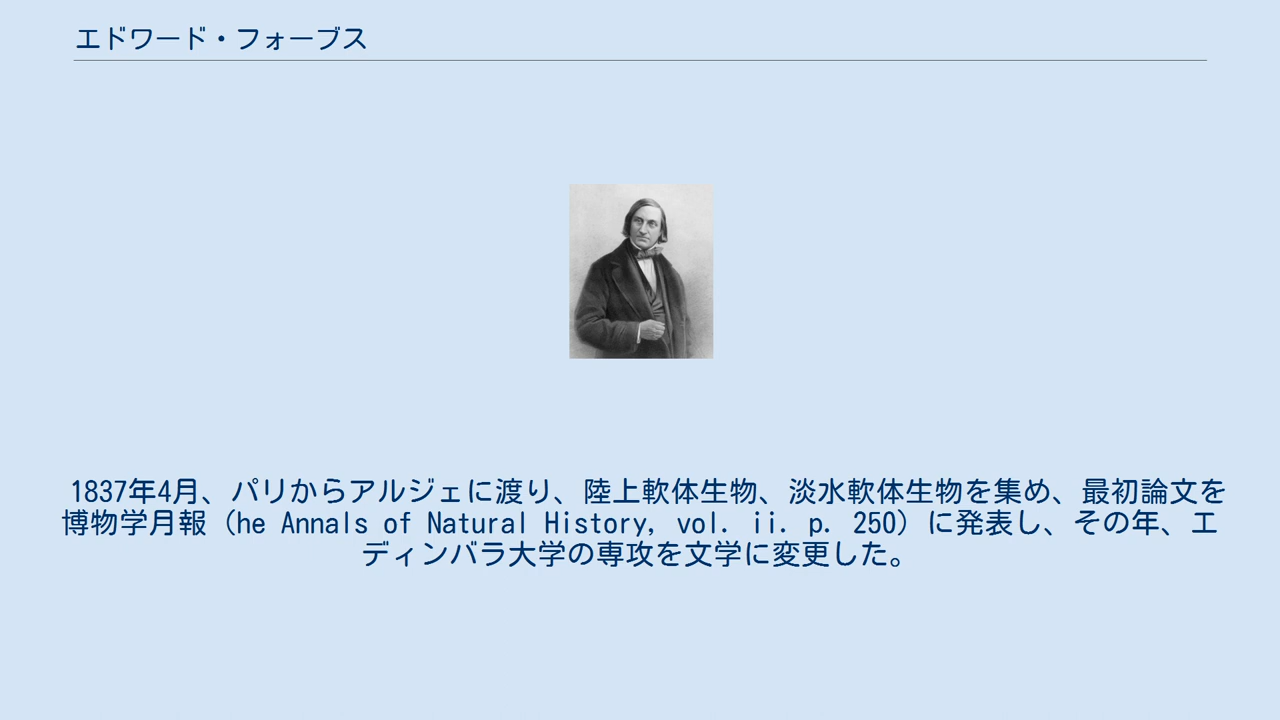 エドワード・フォーブス
1837年4月、パリからアルジェに渡り、陸上軟体生物、淡水軟体生物を集め、最初論文を
博物学月報（he Annals of Natural History, vol. ii. p. 250）に発表し、その年、エ
ディンバラ大学の専攻を文学に変更した。